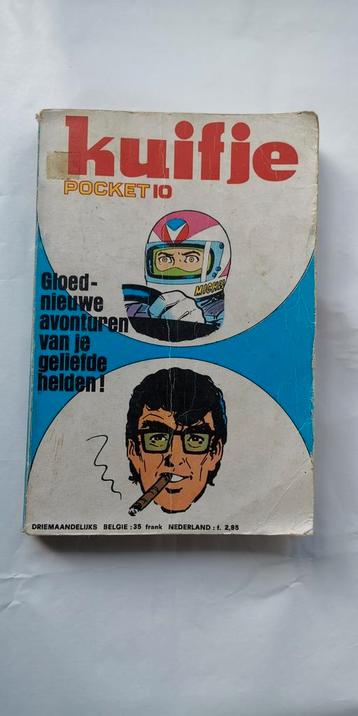 kuifje
POCKET 10
Gloed-
nieuwe
avonturen
van je
geliefde
helden!
MICHEL
DRIEMAANDELIJKS BELGIE : 35 frank NEDERLAND : f. 2,95